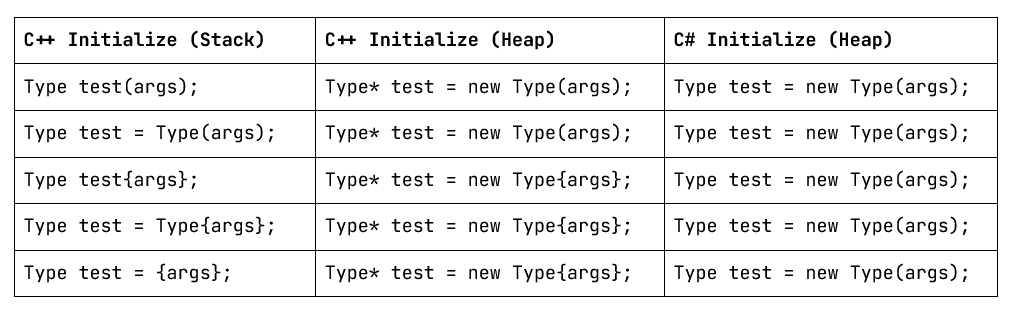 C++ Initialize (Stack) C++ Initialize (Heap) C# Initialize (Heap)
Type test(args); Type* test = new Type(args); Type test = new Type(args);
Type test = Type(args); Type* test = new Type(args); Type test = new Type(args);
Type test{args}; Type* test = new Type{args}; Type test = new Type(args);
Type test = Type{args}; Type* test = new Type{args}; Type test = new Type(args);
Type test = {args}; Type* test = new Type{args}; Type test = new Type(args);